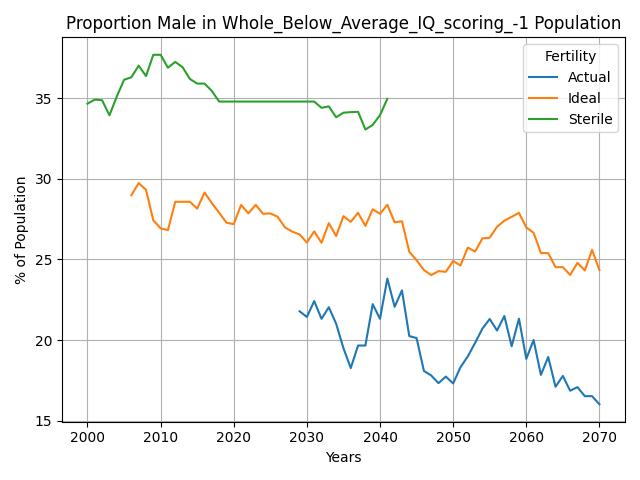 Proportion Male in Whole_Below_Average_IQ_scoring_-1 Population
Fertility
Actual
Ideal
Sterile
% of Population
35
30
25
20
15
2000 2010 2020 2030 2040 2050 2060 2070
Years